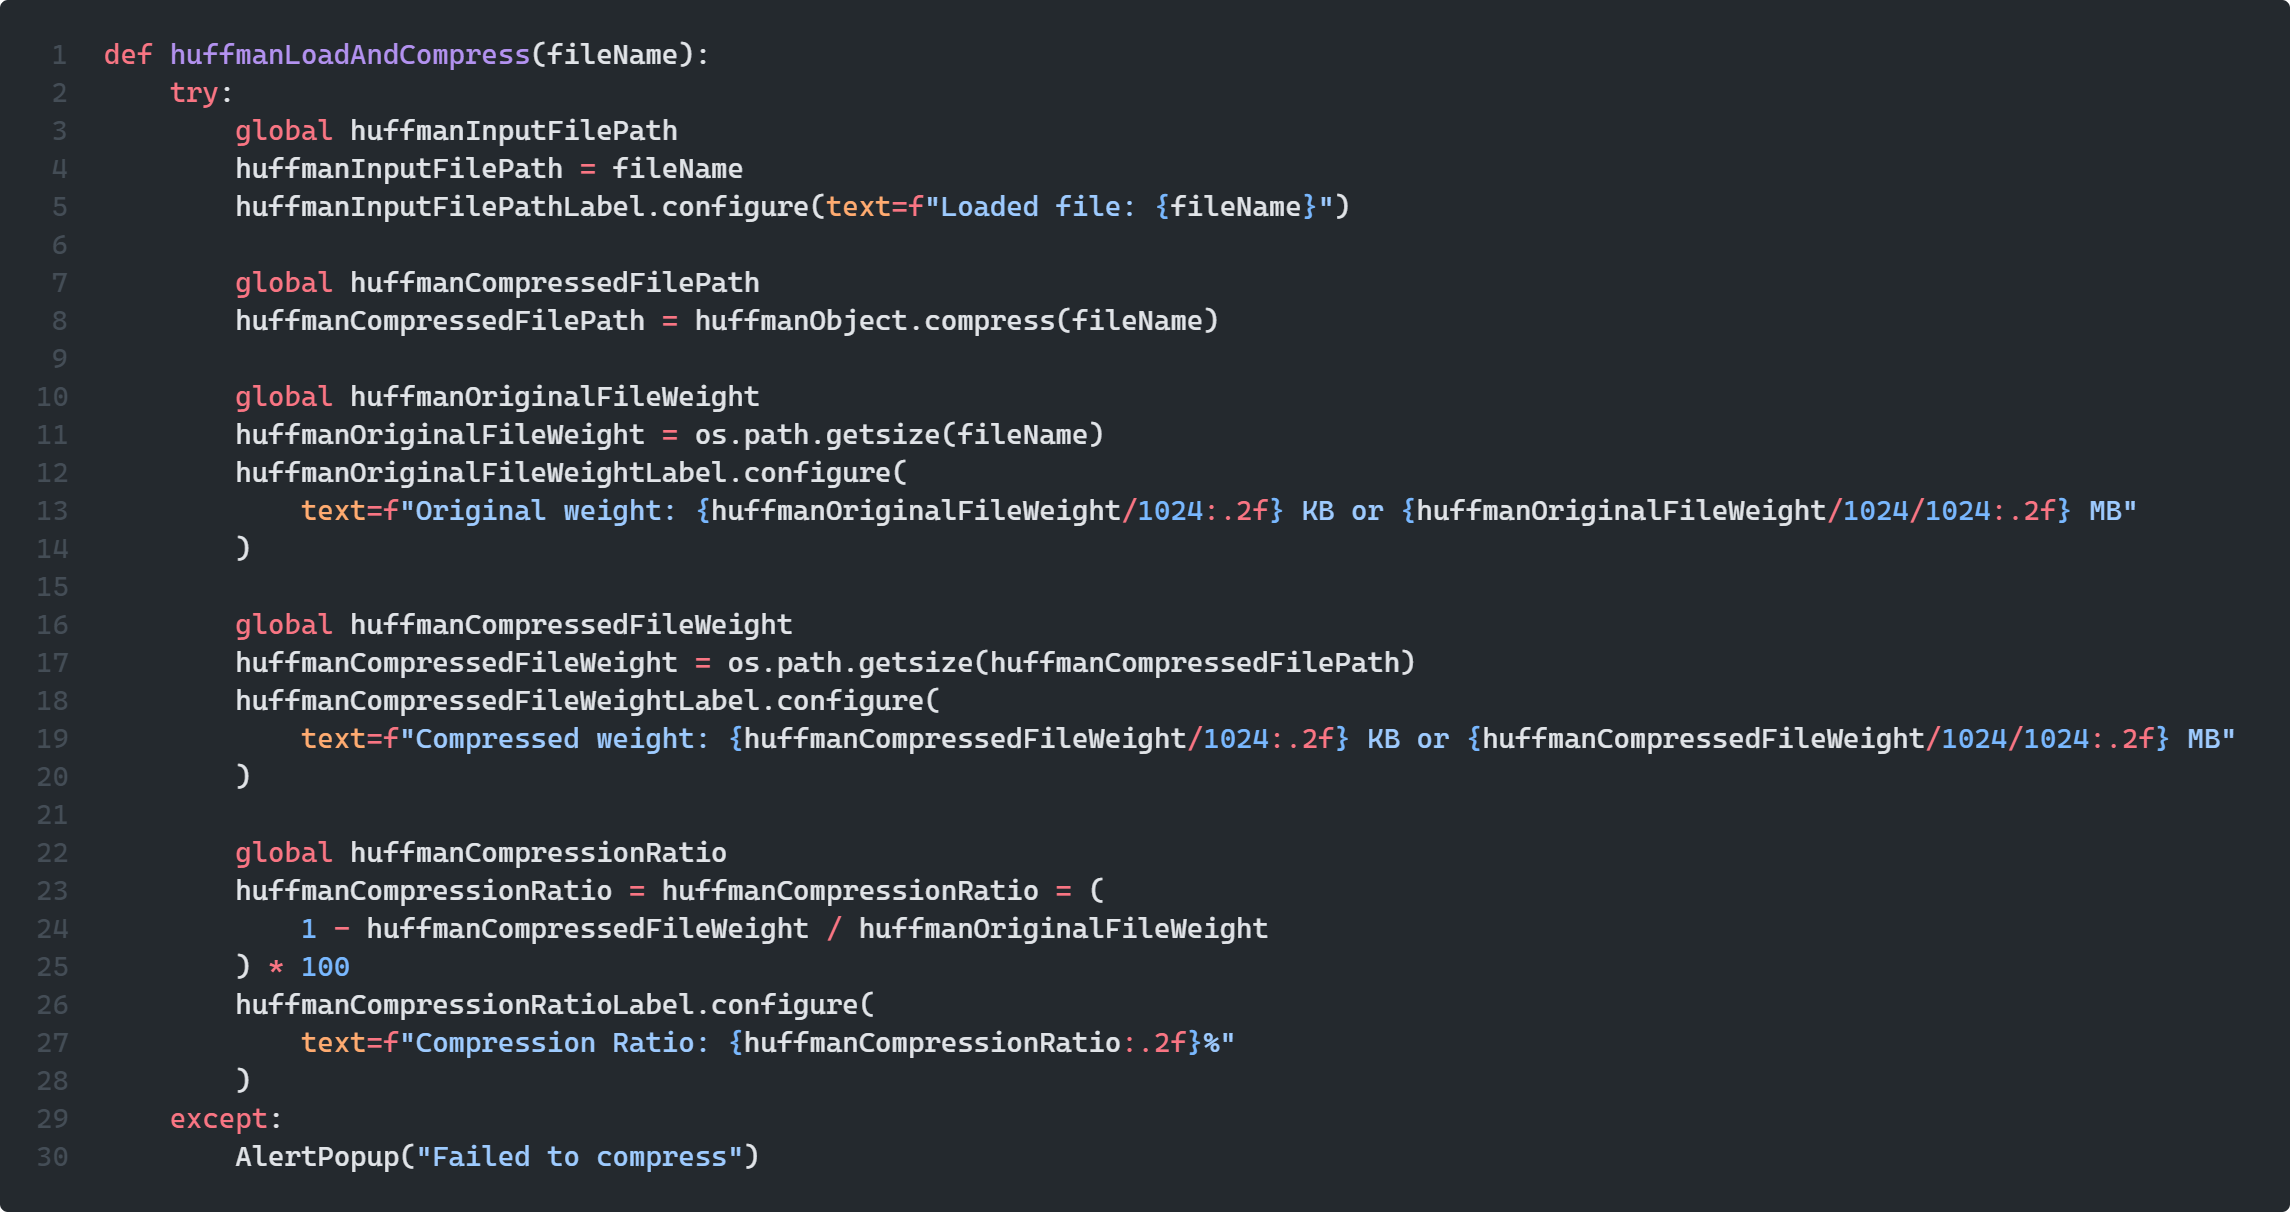 1 def huffmanLoadAndCompress(fileName):
2     try:
3         global huffmanInputFilePath
4         huffmanInputFilePath = fileName
5         huffmanInputFilePathLabel.configure(text=f"Loaded file: {fileName}")
6
7         global huffmanCompressedFilePath
8         huffmanCompressedFilePath = huffmanObject.compress(fileName)
9
10         global huffmanOriginalFileWeight
11         huffmanOriginalFileWeight = os.path.getsize(fileName)
12         huffmanOriginalFileWeightLabel.configure(
13             text=f"Original weight: {huffmanOriginalFileWeight/1024:.2f} KB or {huffmanOriginalFileWeight/1024/1024:.2f} MB"
14         )
15
16         global huffmanCompressedFileWeight
17         huffmanCompressedFileWeight = os.path.getsize(huffmanCompressedFilePath)
18         huffmanCompressedFileWeightLabel.configure(
19             text=f"Compressed weight: {huffmanCompressedFileWeight/1024:.2f} KB or {huffmanCompressedFileWeight/1024/1024:.2f} MB"
20         )
21
22         global huffmanCompressionRatio
23         huffmanCompressionRatio = huffmanCompressionRatio = (
24             1 - huffmanCompressedFileWeight / huffmanOriginalFileWeight
25         ) * 100
26         huffmanCompressionRatioLabel.configure(
27             text=f"Compression Ratio: {huffmanCompressionRatio:.2f}%"
28         )
29     except:
30         AlertPopup("Failed to compress")